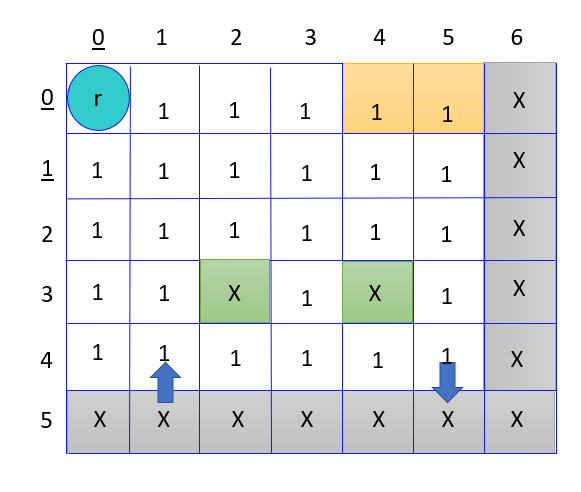 0 1 2 3 4 5 6
0 r 1 1 1 1 1 X
1 1 1 1 1 1 1 X
2 1 1 1 1 1 1 X
3 1 1 X 1 X 1 X
4 1 1 1 1 1 1 X
5 X X X X X X X